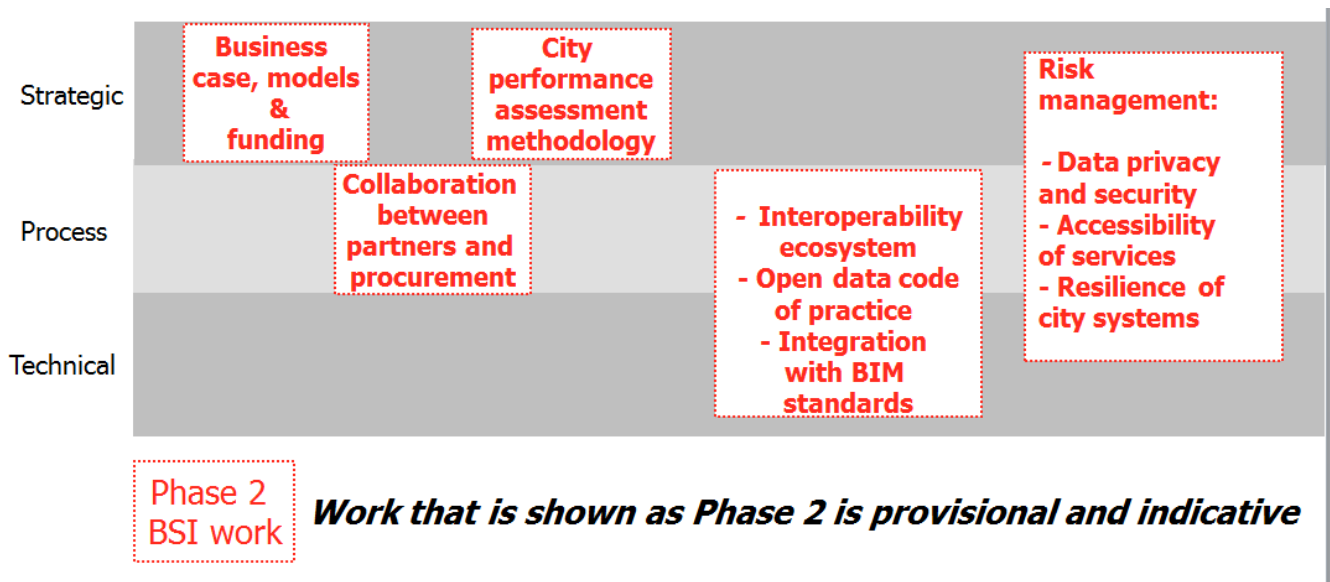 Strategic
Business
case, models
&
funding
City
performance
assessment
methodology
Risk
management:
- Data privacy
and security
- Accessibility
of services
- Resilience of
city systems
Process
Collaboration
between
partners and
procurement
- Interoperability
ecosystem
- Open data code
of practice
- Integration
with BIM
standards
Technical
Phase 2
BSI work
Work that is shown as Phase 2 is provisional and indicative